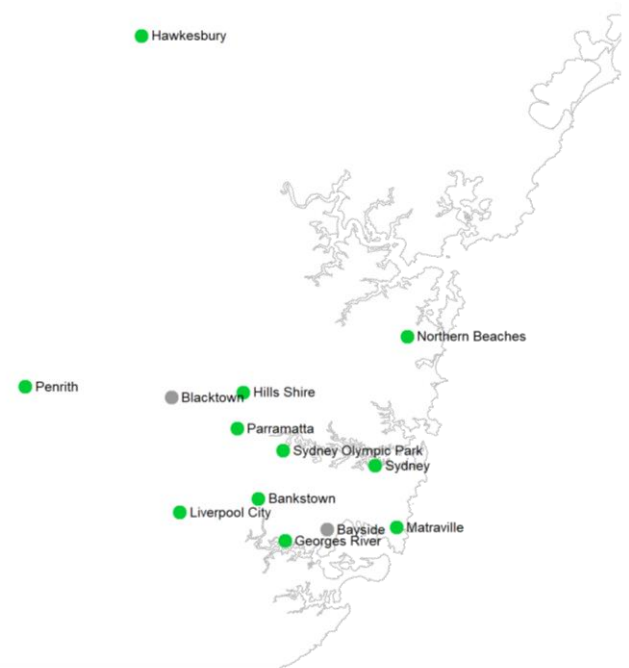 Hawkesbury
Northern Beaches
Penrith
Hills Shire
Blacktown
Parramatta
Sydney Olympic Park
Sydney
Bankstown
Liverpool City
Matraville
Bayside
Georges River